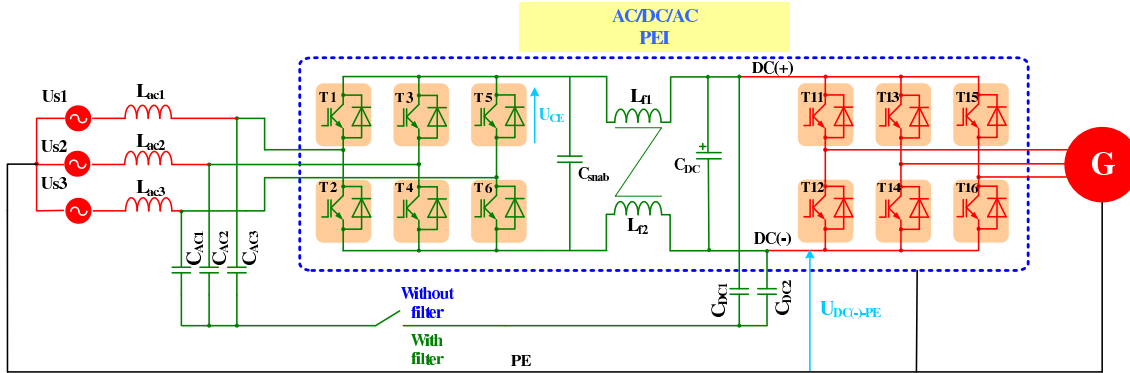 AC/DC/AC
PEI
DC(+)
Us1
Lac1
T1
T3
T5
UCE
Lf1
T11
T13
T15
Us2
Lac2
+
CDC
Csnab
G
Us3
Lac3
T2
T4
T6
Lf2
T12
T14
T16
DC(-)
CAC1
CAC2
CAC3
Without
filter
CDC1
CDC2
UDC(-)-PE
With
filter
PE